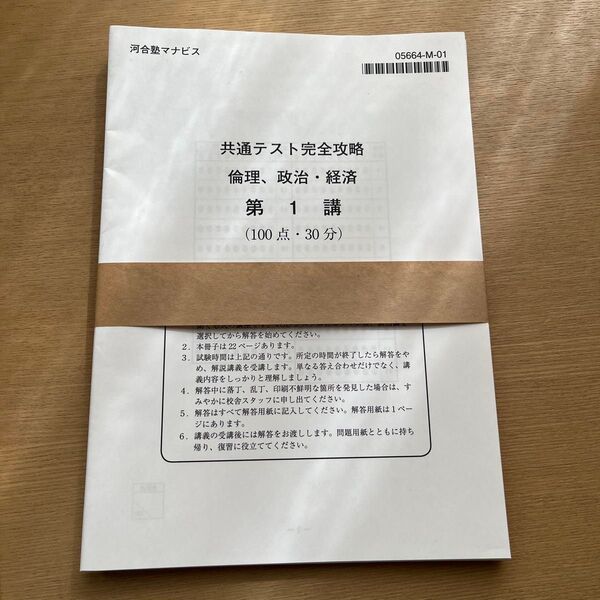 河合塾マナビス
05664-M-01
共通テスト完全攻略
倫理、政治・経済
第 1 講
（100 点・30 分）
選択してから解答を始めてください。
2．本冊子は22ページあります。
3．試験時間は上記の通りです。所定の時間が終了したら解答をや
め、解説講義を受講します。単なる答え合わせだけでなく、講
義内容をしっかりと理解しましょう。
4．解答中に落丁、乱丁、印刷不鮮明な箇所を発見した場合は、す
みやかに校舎スタッフに申し出てください。
5．解答はすべて解答用紙に記入してください。解答用紙は1ペー
ジにあります。
6．講義の受講後には解答をお渡しします。問題用紙とともに持ち
帰り、復習に役立ててください。